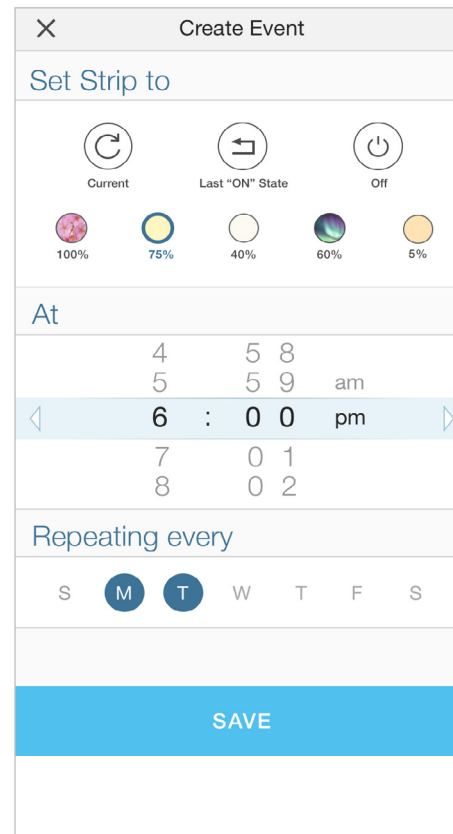 Create Event
Set Strip to
Current Last “ON” State Off
100% 75% 40% 60% 5%
At
4 5 8
5 5 9 am
6 : 0 0 pm
7 0 1
8 0 2
Repeating every
S M T W T F S
SAVE